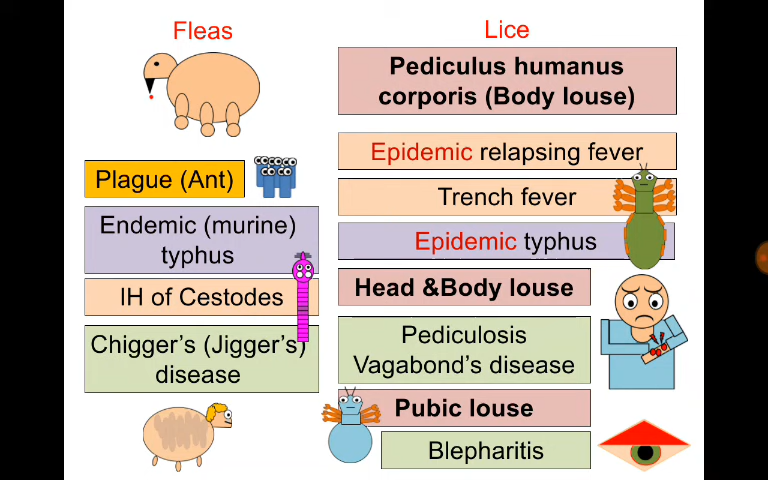 Fleas
Plague (Ant)
Endemic (murine)
typhus
IH of Cestodes
Chigger's (Jigger's)
disease
Lice
Pediculus humanus
corporis (Body louse)
Epidemic relapsing fever
Trench fever
Epidemic typhus
Head &Body louse
Pediculosis
Vagabond's disease
Pubic louse
Blepharitis